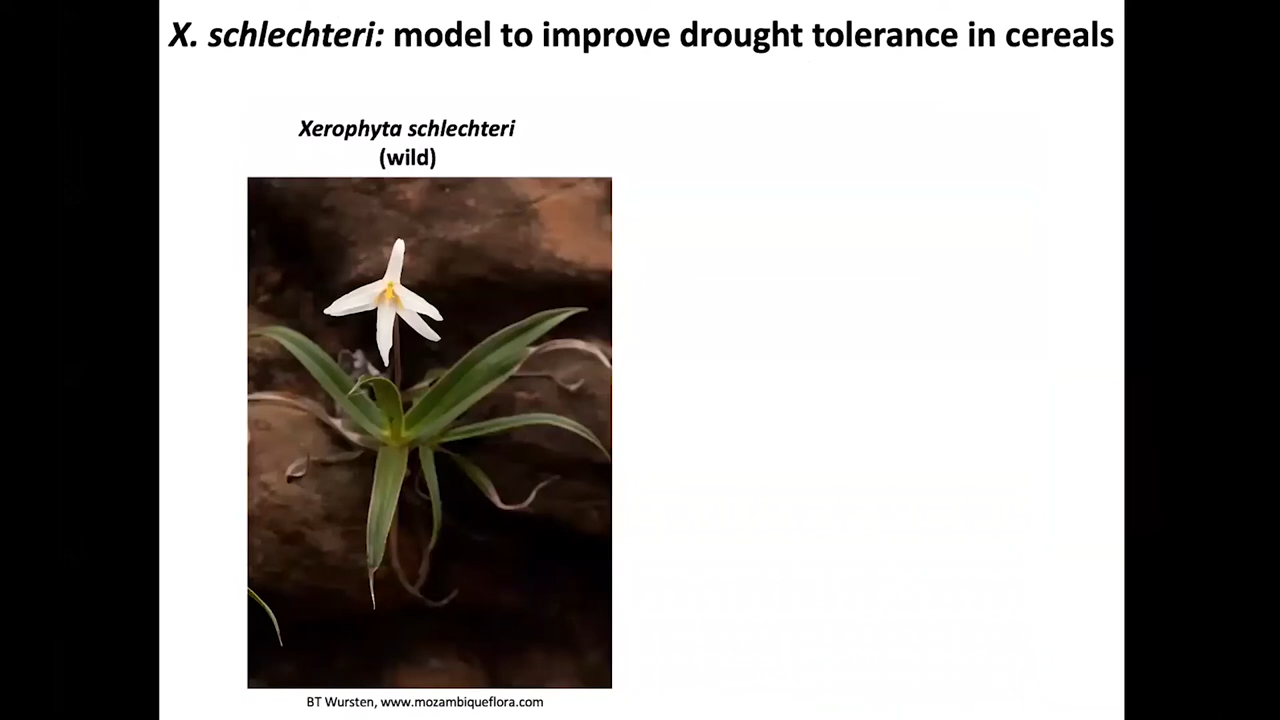 X. schlechteri: model to improve drought tolerance in cereals
Xerophyta schlechteri
(wild)
BT Wursten, www.mozambiqueflora.com